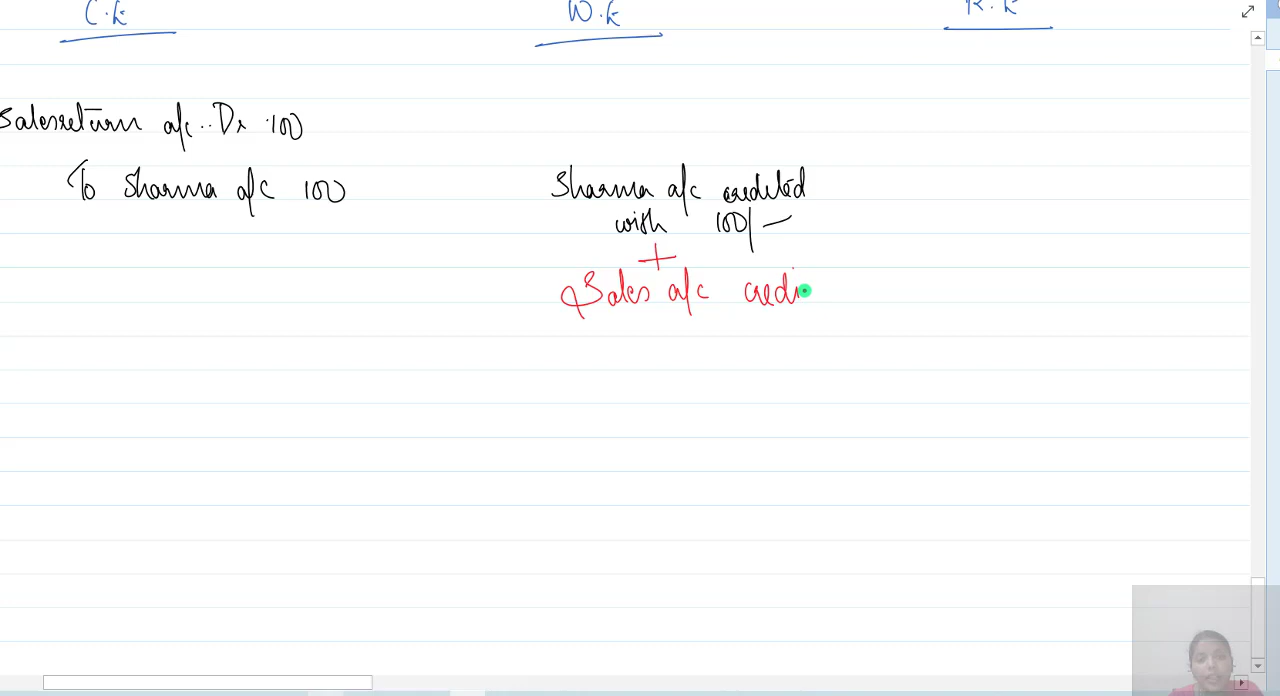 C.E W.E R.E
Salesreturn a/c .. Dr .100
To Sharma a/c 100
Sharma a/c credited
with 100/-
+
Sales a/c credi